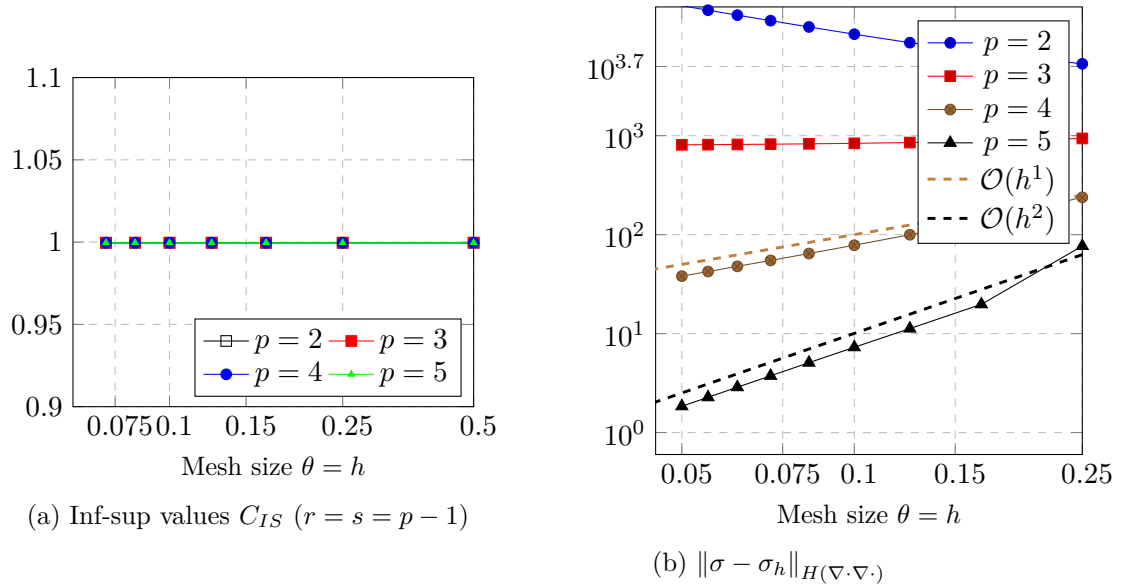 1.1
1.05
1
0.95
0.9
0.075 0.1 0.15 0.25 0.5
p = 2 p = 3
p = 4 p = 5
Mesh size θ = h
(a) Inf-sup values C_{IS} (r = s = p − 1)
10^{3.7}
10^3
10^2
10^1
10^0
0.05 0.075 0.1 0.15 0.25
p = 2
p = 3
p = 4
p = 5
𝒪(h^1)
𝒪(h^2)
Mesh size θ = h
(b) ‖σ − σ_h‖_{H(∇·∇·)}